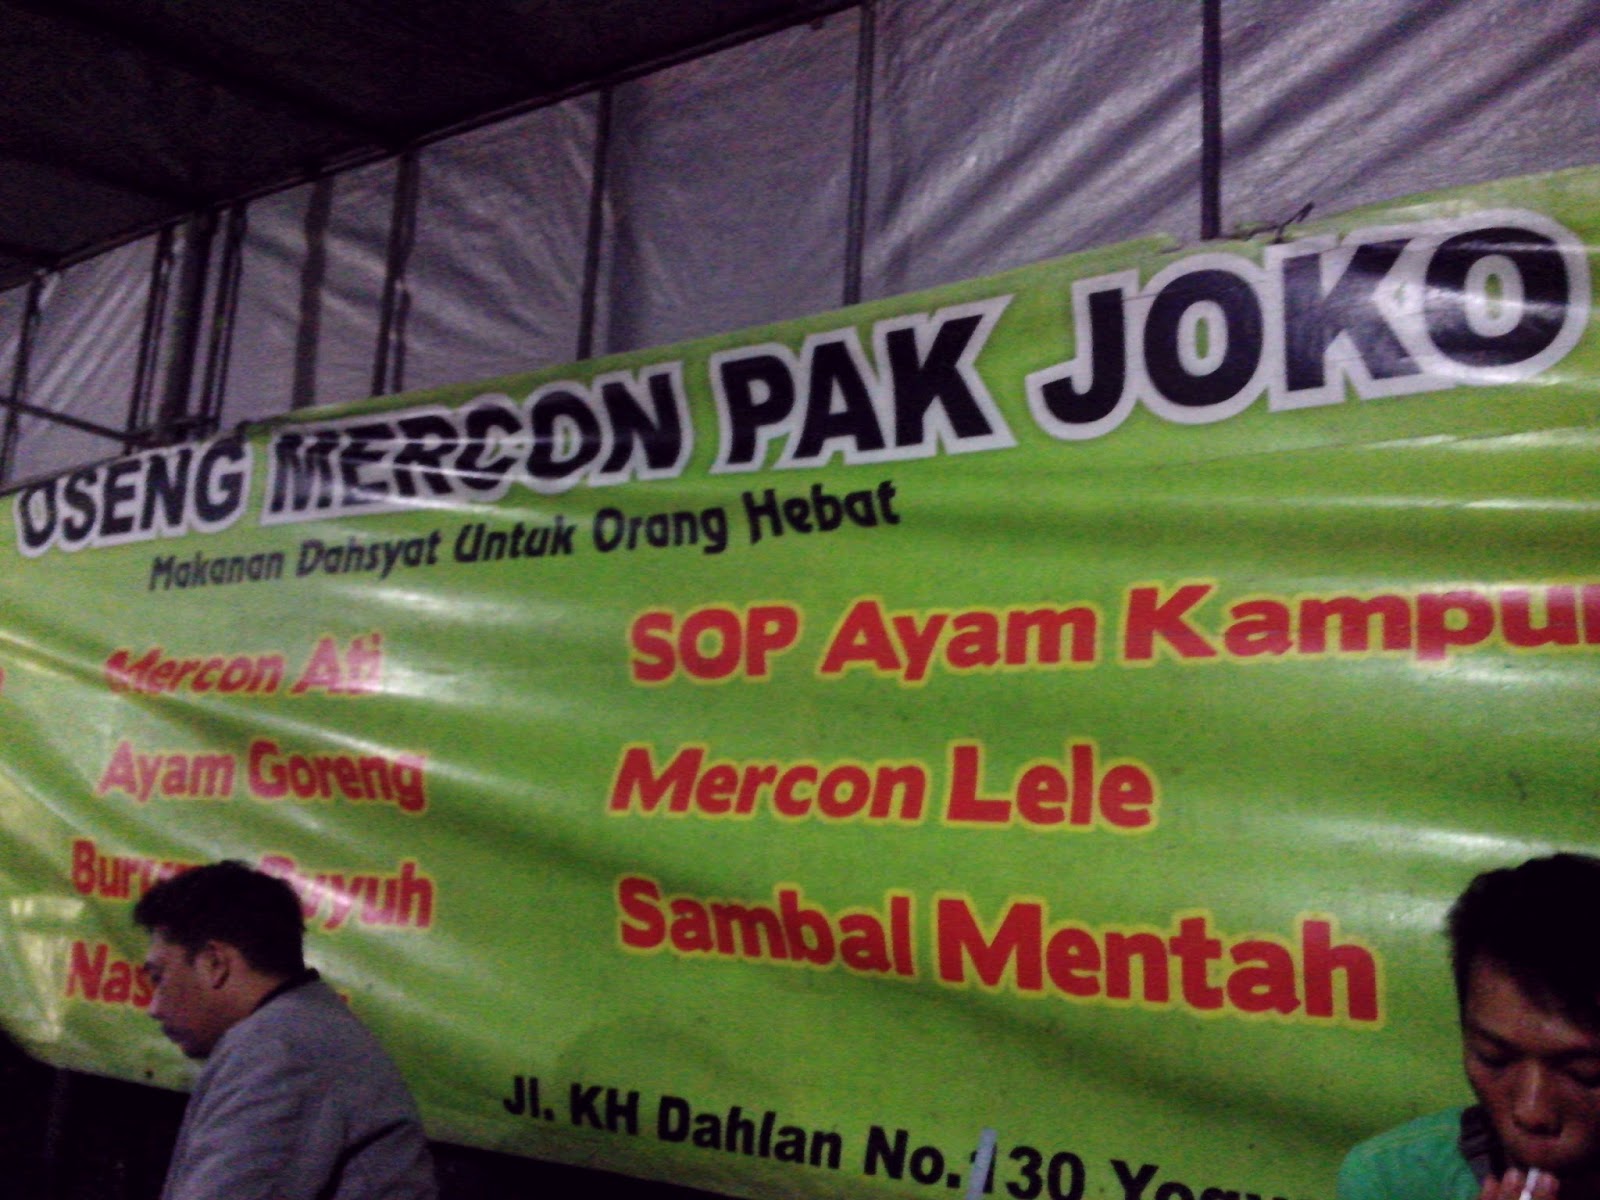 OSENG MERCON PAK JOKO
Makanan Dahsyat Untuk Orang Hebat
Mercon Ati
Ayam Goreng
SOP Ayam Kampu
Mercon Lele
Sambal Mentah
Jl. KH Dahlan No.130